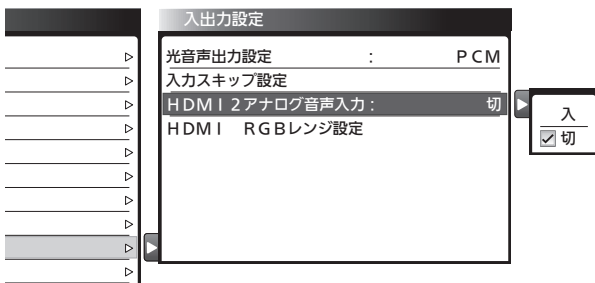 入出力設定
光音声出力設定 : PCM
入力スキップ設定
HDMI2アナログ音声入力: 切
HDMI RGBレンジ設定
入
切